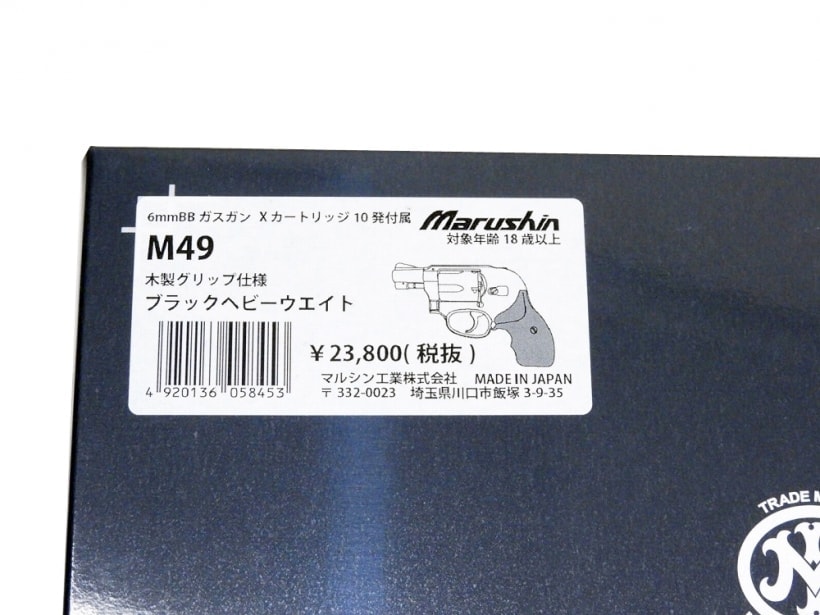 6mmBB ガスガン Xカートリッジ 10 発付属
Marushin
対象年齢 18 歳以上
M49
木製グリップ仕様
ブラックヘビーウエイト
¥ 23,800( 税抜 )
4 920136 058453
マルシン工業株式会社 MADE IN JAPAN
〒 332-0023 埼玉県川口市飯塚 3-9-35
TRADE M